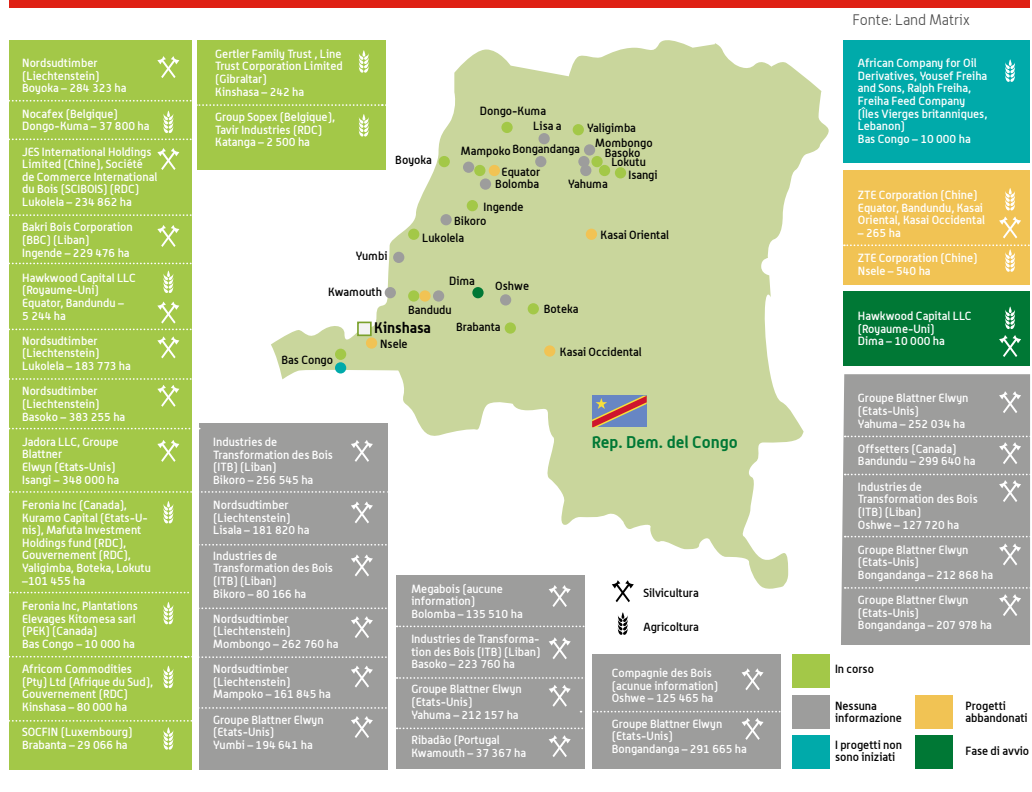 Fonte: Land Matrix
Nordsudtimber
(Liechtenstein)
Boyoka – 284 323 ha
Nocafex (Belgique)
Dongo-Kuma – 37 800 ha
JES International Holdings
Limited (Chine), Société
de Commerce International
du Bois (SCIBOIS) (RDC)
Lukolela – 234 862 ha
Bakri Bois Corporation
(BBC) (Liban)
Ingende – 229 476 ha
Hawkwood Capital LLC
(Royaume-Uni)
Equator, Bandundu –
5 244 ha
Nordsudtimber
(Liechtenstein)
Lukolela – 183 773 ha
Nordsudtimber
(Liechtenstein)
Basoko – 383 255 ha
Jadora LLC, Groupe
Blattner
Elwyn (Etats-Unis)
Isangi – 348 000 ha
Feronia Inc (Canada),
Kuramo Capital (Etats-U-
nis), Mafuta Investment
Holdings fund (RDC),
Gouvernement (RDC),
Yaligimba, Boteka, Lokutu
–101 455 ha
Feronia Inc, Plantations
Elevages Kitomesa sarl
(PEK) (Canada)
Bas Congo – 10 000 ha
Africom Commodities
(Pty) Ltd (Afrique du Sud),
Gouvernement (RDC)
Kinshasa – 80 000 ha
SOCFIN (Luxembourg)
Brabanta – 29 066 ha
Gertler Family Trust , Line
Trust Corporation Limited
(Gibraltar)
Kinshasa – 242 ha
Group Sopex (Belgique),
Tavir Industries (RDC)
Katanga – 2 500 ha
Dongo-Kuma
Lisa a
Yaligimba
Mombongo
Mampoko
Bongandanga
Basoko
Boyoka
Lokutu
Equator
Isangi
Bolomba
Yahuma
Ingende
Bikoro
Lukolela
Kasai Oriental
Yumbi
Dima
Oshwe
Kwamouth
Bandudu
Boteka
Kinshasa
Brabanta
Nsele
Kasai Occidental
Bas Congo
Rep. Dem. del Congo
African Company for Oil
Derivatives, Yousef Freiha
and Sons, Ralph Freiha,
Freiha Feed Company
(Îles Vierges britanniques,
Lebanon)
Bas Congo – 10 000 ha
ZTE Corporation (Chine)
Equator, Bandundu, Kasai
Oriental, Kasai Occidental
– 265 ha
ZTE Corporation (Chine)
Nsele – 540 ha
Hawkwood Capital LLC
(Royaume-Uni)
Dima – 10 000 ha
Groupe Blattner Elwyn
(Etats-Unis)
Yahuma – 252 034 ha
Offsetters (Canada)
Bandundu – 299 640 ha
Industries de
Transformation des Bois
(ITB) (Liban)
Oshwe – 127 720 ha
Groupe Blattner Elwyn
(Etats-Unis)
Bongandanga – 212 868 ha
Groupe Blattner Elwyn
(Etats-Unis)
Bongandanga – 207 978 ha
Industries de
Transformation des Bois
(ITB) (Liban)
Bikoro – 256 545 ha
Nordsudtimber
(Liechtenstein)
Lisala – 181 820 ha
Industries de
Transformation des Bois
(ITB) (Liban)
Bikoro – 80 166 ha
Nordsudtimber
(Liechtenstein)
Mombongo – 262 760 ha
Nordsudtimber
(Liechtenstein)
Mampoko – 161 845 ha
Groupe Blattner Elwyn
(Etats-Unis)
Yumbi – 194 641 ha
Megabois (aucune
information)
Bolomba – 135 510 ha
Industries de Transforma-
tion des Bois (ITB) (Liban)
Basoko – 223 760 ha
Groupe Blattner Elwyn
(Etats-Unis)
Yahuma – 212 157 ha
Ribadão (Portugal
Kwamouth – 37 367 ha
Compagnie des Bois
(acunue information)
Oshwe – 125 465 ha
Groupe Blattner Elwyn
(Etats-Unis)
Bongandanga – 291 665 ha
Silvicultura
Agricoltura
In corso
Nessuna
informazione
Progetti
abbandonati
I progetti non
sono iniziati
Fase di avvio